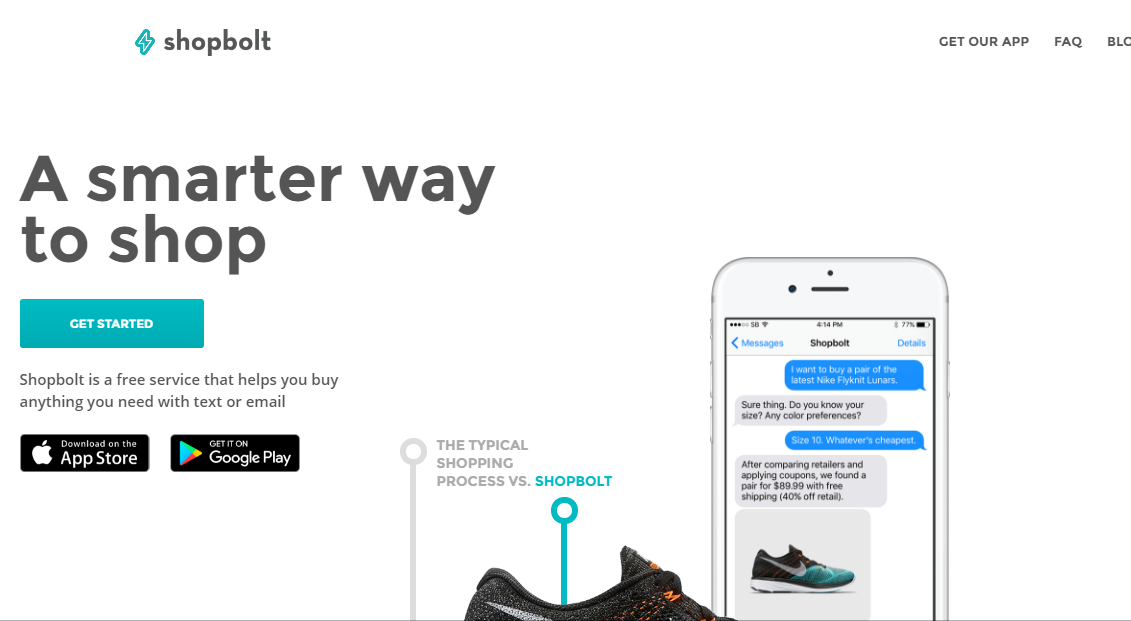 shopbolt
GET OUR APP
FAQ
BLO
A smarter way
to shop
GET STARTED
Shopbolt is a free service that helps you buy
anything you need with text or email
Download on the
App Store
GET IT ON
Google Play
THE TYPICAL
SHOPPING
PROCESS VS. SHOPBOLT
SB
4:14 PM
77%
Messages
Shopbolt
Details
I want to buy a pair of the
latest Nike Flyknit Lunars.
Sure thing. Do you know your
size? Any color preferences?
Size 10. Whatever's cheapest.
After comparing retailers and
applying coupons, we found a
pair for $89.99 with free
shipping (40% off retail).